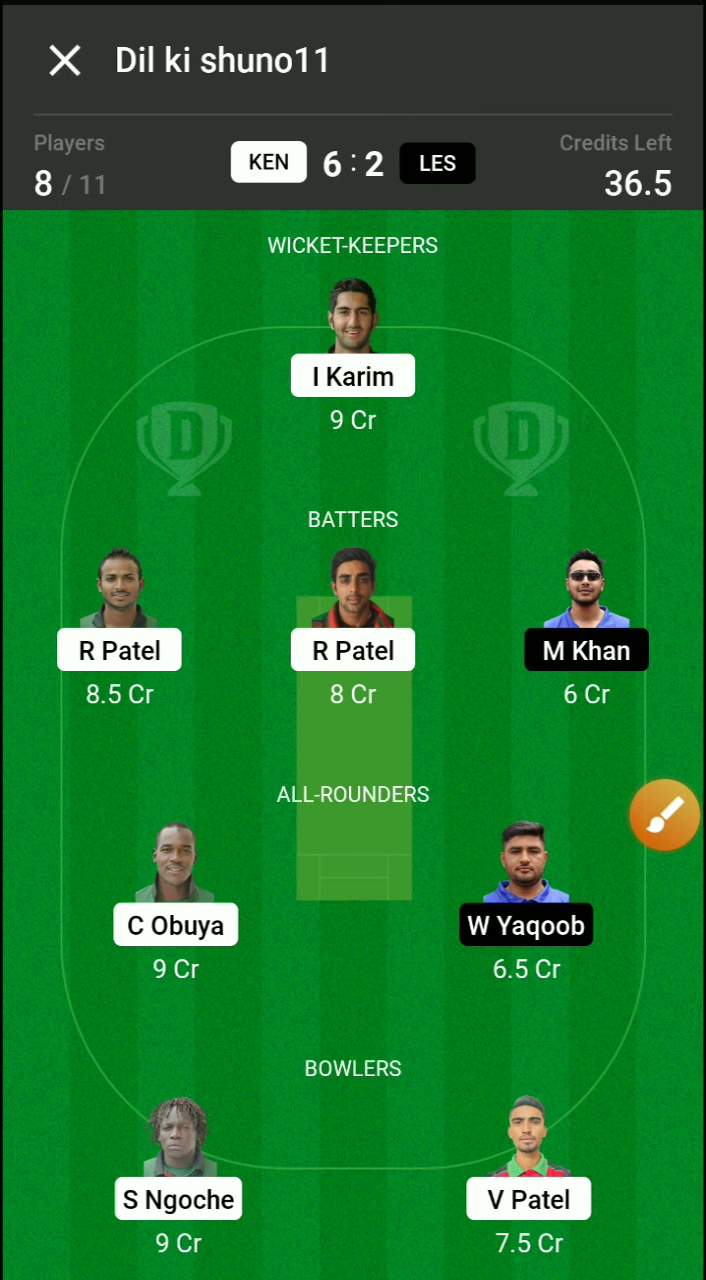 Dil ki shuno11
Players
8 / 11
KEN 6 : 2 LES
Credits Left
36.5
WICKET-KEEPERS
I Karim
9 Cr
D D
BATTERS
R Patel R Patel M Khan
8.5 Cr 8 Cr 6 Cr
ALL-ROUNDERS
C Obuya W Yaqoob
9 Cr 6.5 Cr
BOWLERS
S Ngoche V Patel
9 Cr 7.5 Cr